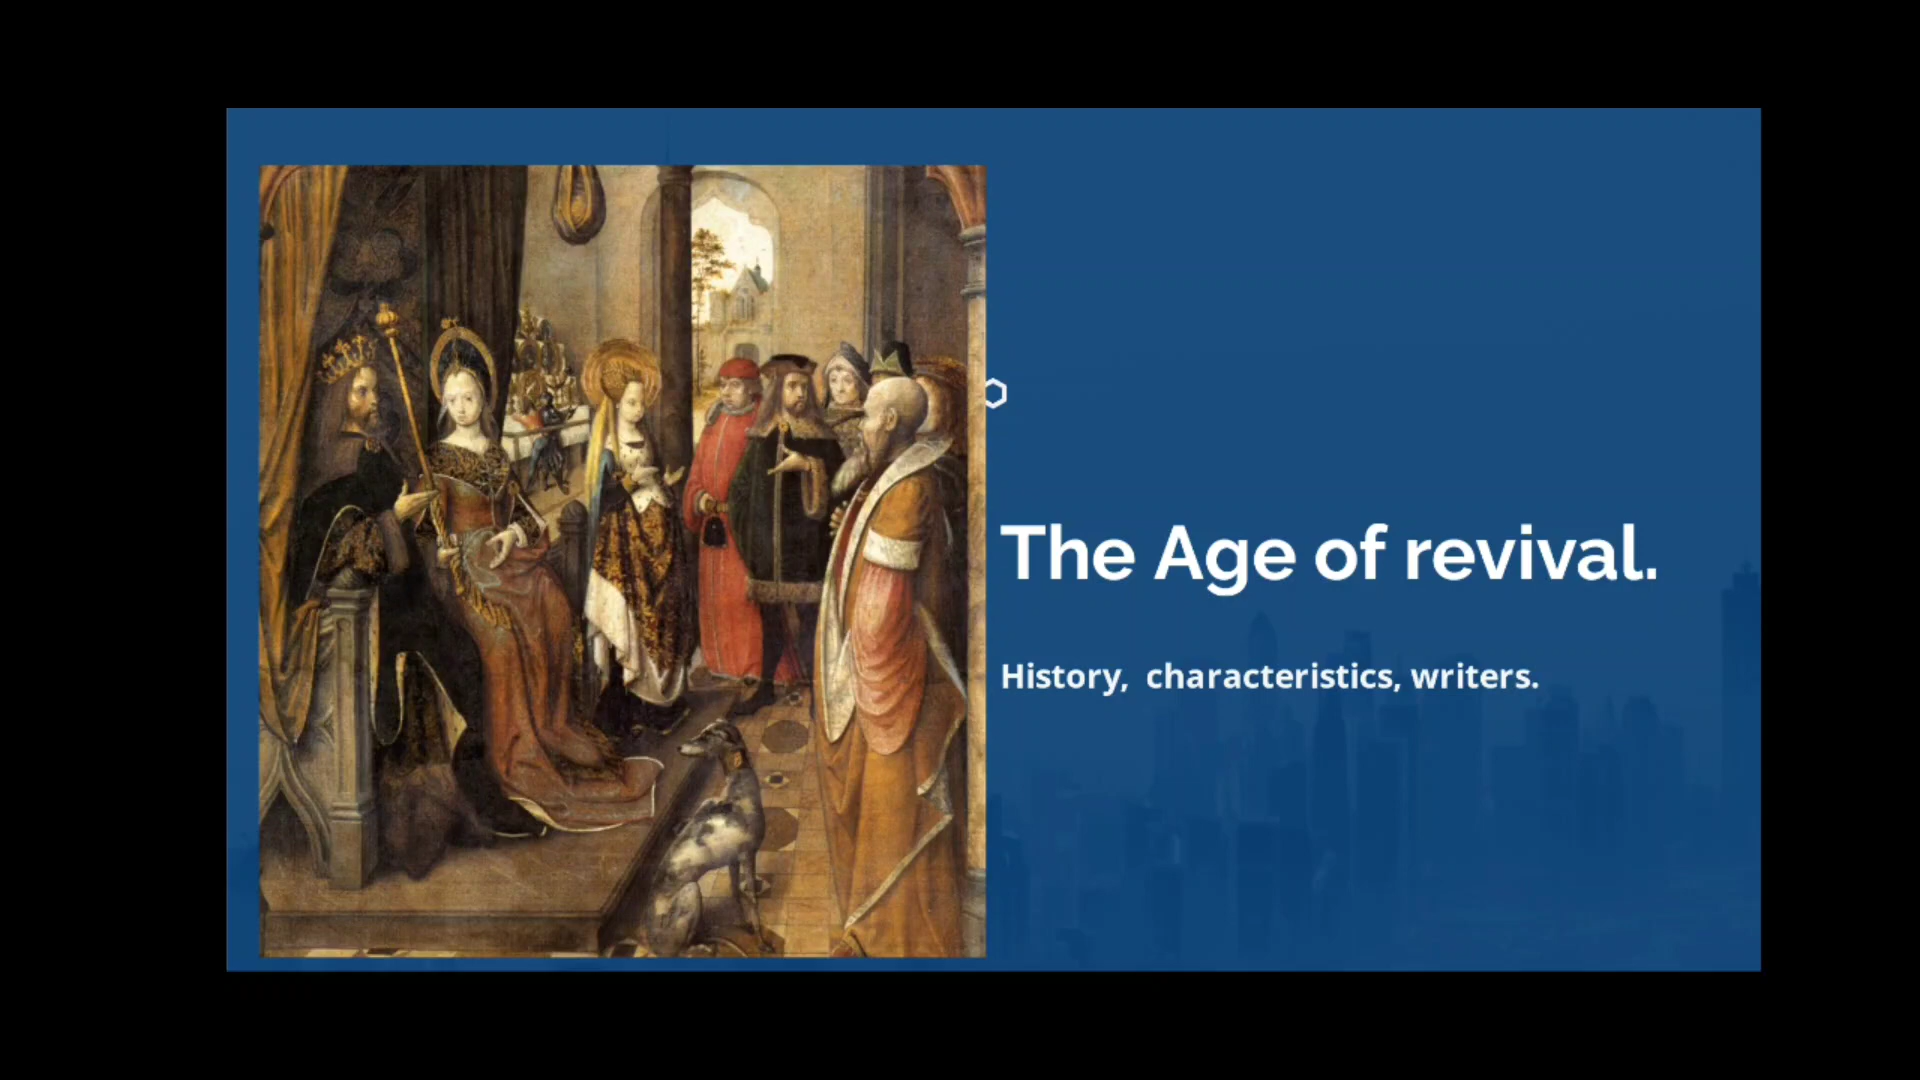 The Age of revival.
History, characteristics, writers.